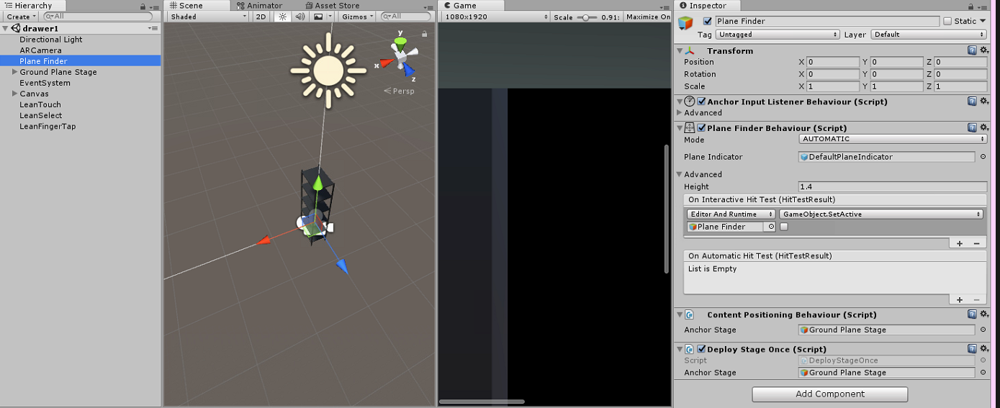 Hierarchy
Create
All
drawer1
Directional Light
ARCamera
Plane Finder
Ground Plane Stage
EventSystem
Canvas
LeanTouch
LeanSelect
LeanFingerTap
Scene Animator Asset Store
Shaded 2D Gizmos All
y
x
z
Persp
Game
1080x1920 Scale 0.91: Maximize On
Inspector
Plane Finder Static
Tag Untagged Layer Default
Transform
Position X 0 Y 0 Z 0
Rotation X 0 Y 0 Z 0
Scale X 1 Y 1 Z 1
Anchor Input Listener Behaviour (Script)
Advanced
Plane Finder Behaviour (Script)
Mode AUTOMATIC
Plane Indicator DefaultPlaneIndicator
Advanced
Height 1.4
On Interactive Hit Test (HitTestResult)
Editor And Runtime GameObject.SetActive
Plane Finder
+ −
On Automatic Hit Test (HitTestResult)
List is Empty
+ −
Content Positioning Behaviour (Script)
Anchor Stage Ground Plane Stage
Deploy Stage Once (Script)
Script DeployStageOnce
Anchor Stage Ground Plane Stage
Add Component